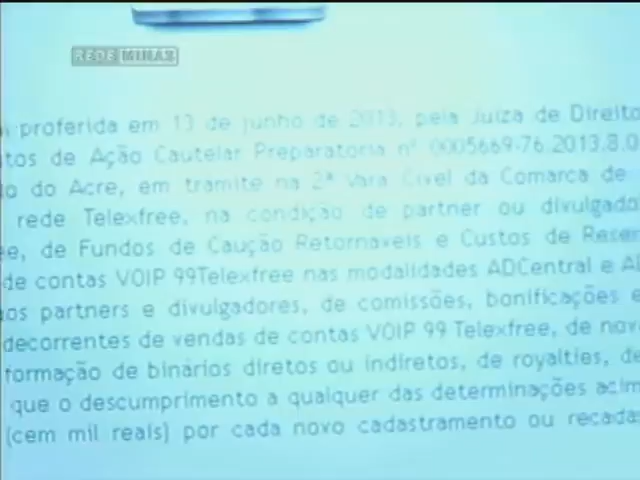 REDE MINAS
proferida em 13 de junho de 2013, pela Juíza de Direito
tos de Ação Cautelar Preparatória nº 0005669-76.2013.8.0
do Acre, em tramite na 2ª Vara Cível da Comarca de
rede Telexfree, na condição de partner ou divulgado
ee, de Fundos de Caução Retornáveis e Custos de Reser
de contas VOIP 99Telexfree nas modalidades ADCentral e A
aos partners e divulgadores, de comissões, bonificações e
decorrentes de vendas de contas VOIP 99 Telexfree, de nov
formação de binários diretos ou indiretos, de royalties, de
que o descumprimento a qualquer das determinações acim
(cem mil reais) por cada novo cadastramento ou recada